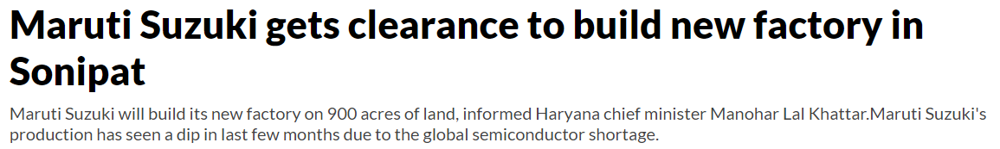 Maruti Suzuki gets clearance to build new factory in
Sonipat
Maruti Suzuki will build its new factory on 900 acres of land, informed Haryana chief minister Manohar Lal Khattar.Maruti Suzuki's
production has seen a dip in last few months due to the global semiconductor shortage.